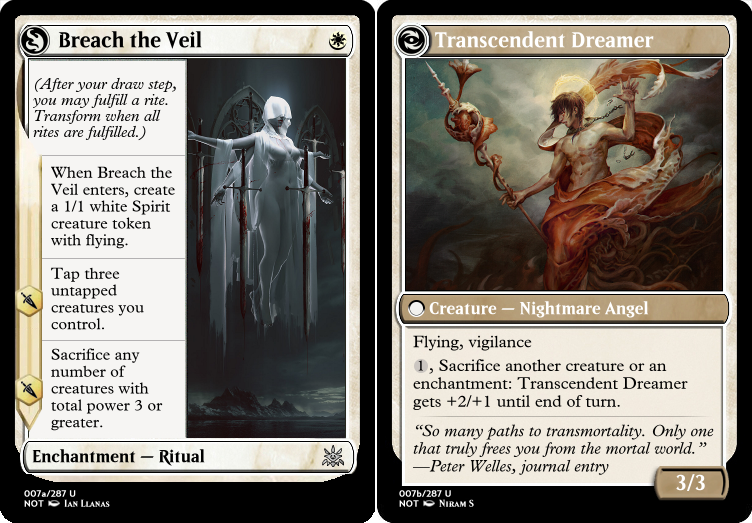 Breach the Veil
(After your draw step,
you may fulfill a rite.
Transform when all
rites are fulfilled.)
When Breach the
Veil enters, create
a 1/1 white Spirit
creature token
with flying.
Tap three
untapped
creatures you
control.
Sacrifice any
number of
creatures with
total power 3 or
greater.
Enchantment — Ritual
007a/287 U
NOT Ian Llanas
Transcendent Dreamer
Creature — Nightmare Angel
Flying, vigilance
1, Sacrifice another creature or an
enchantment: Transcendent Dreamer
gets +2/+1 until end of turn.
“So many paths to transmortality. Only one
that truly frees you from the mortal world.”
—Peter Welles, journal entry
3/3
007b/287 U
NOT Niram S